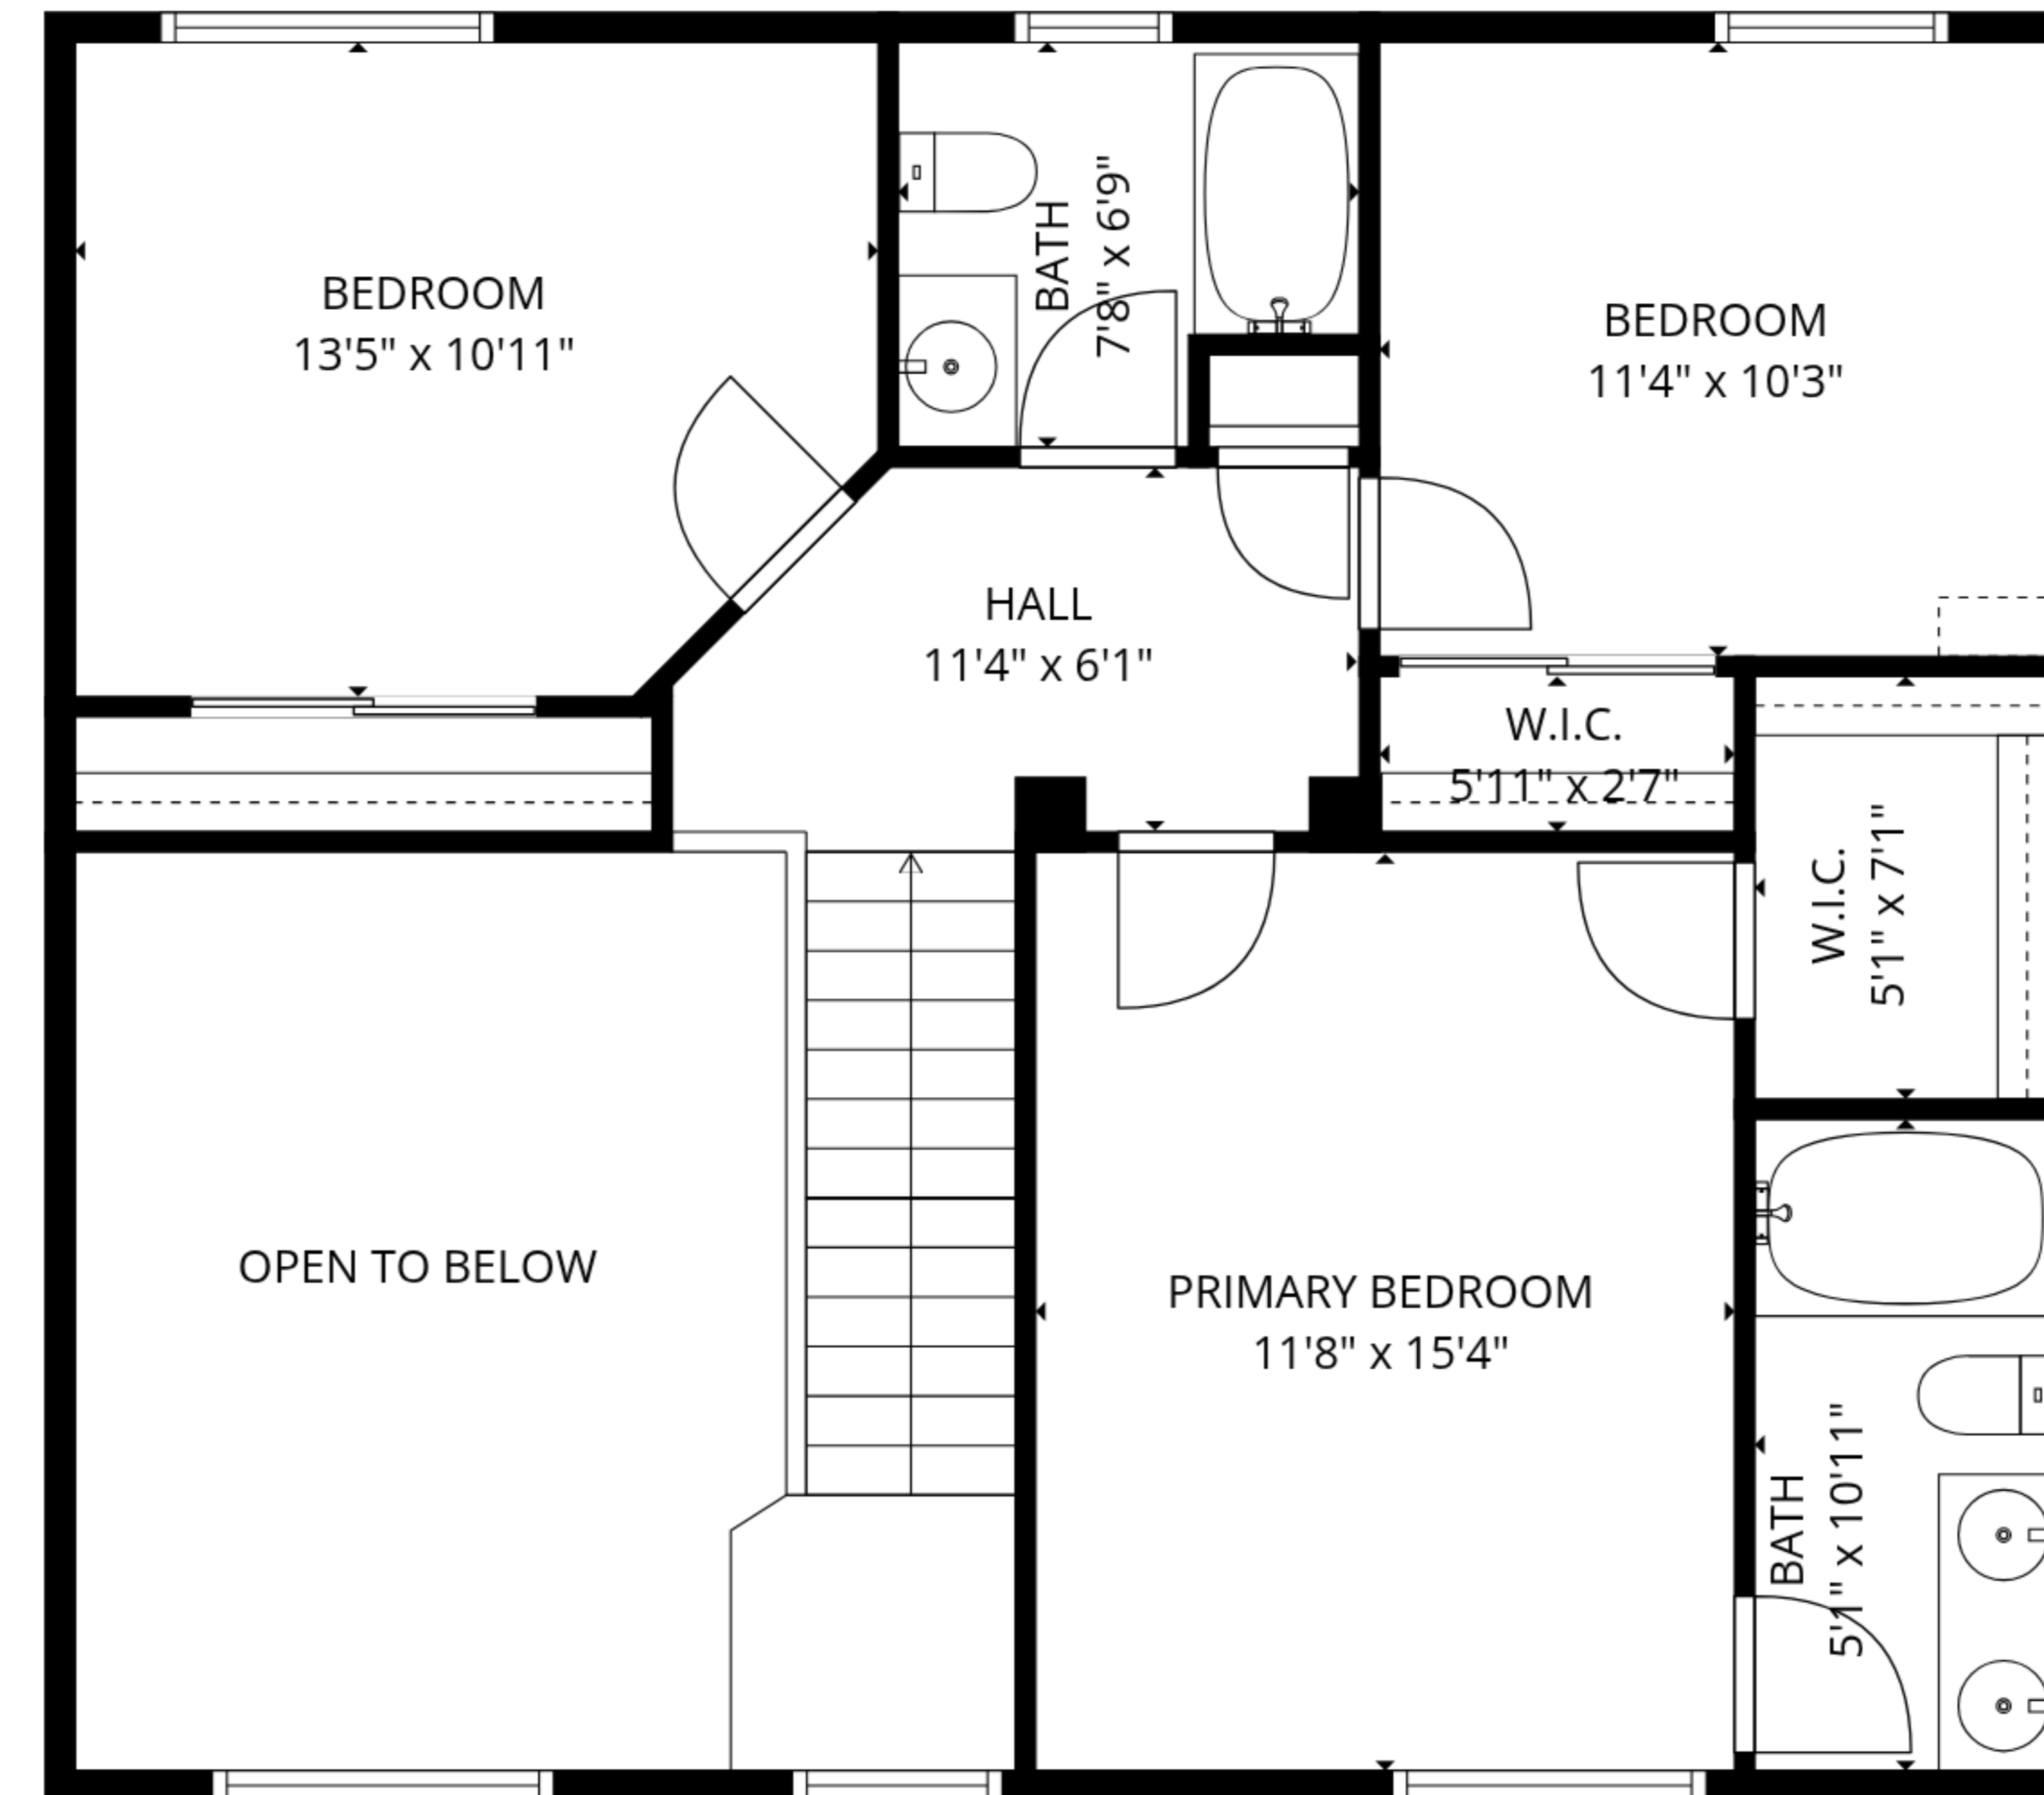 BEDROOM
13'5" x 10'11"
BATH
7'8" x 6'9"
BEDROOM
11'4" x 10'3"
HALL
11'4" x 6'1"
W.I.C.
5'11" x 2'7"
W.I.C.
5'1" x 7'1"
OPEN TO BELOW
PRIMARY BEDROOM
11'8" x 15'4"
BATH
5'1" x 10'11"